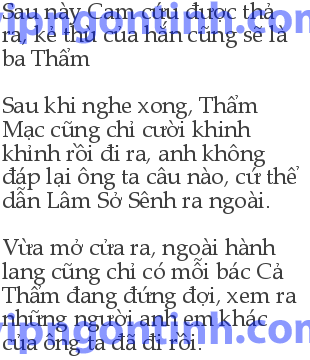 Sau này Cam cứu được thả
ra, kẻ thù của hắn cũng sẽ là
ba Thẩm
Sau khi nghe xong, Thẩm
Mạc cũng chỉ cười khinh
khỉnh rồi đi ra, anh không
đáp lại ông ta câu nào, cứ thế
dẫn Lâm Sở Sênh ra ngoài.
Vừa mở cửa ra, ngoài hành
lang cũng chỉ có mỗi bác Cả
Thẩm đang đứng đợi, xem ra
những người anh em khác
của ông ta đã đi rồi.
vipngontinh.com
vipngontinh.com